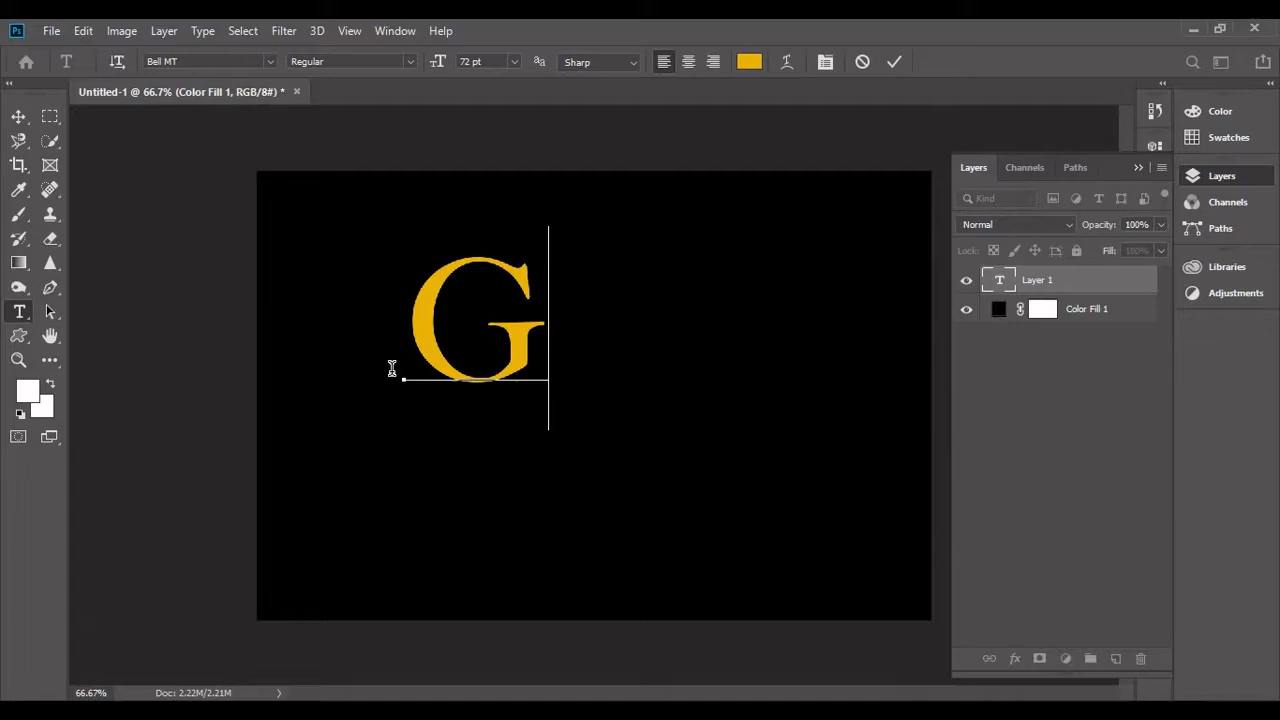 Ps File Edit Image Layer Type Select Filter 3D View Window Help
T Bell MT Regular 72 pt Sharp
Untitled-1 @ 66.7% (Color Fill 1, RGB/8#) * ×
Color
Swatches
Layers Channels Paths
Layers
Kind
Channels
Normal Opacity: 100%
Paths
Lock: Fill: 100%
Libraries
T Layer 1
Adjustments
Color Fill 1
G
T
fx
66.67% Doc: 2.22M/2.21M